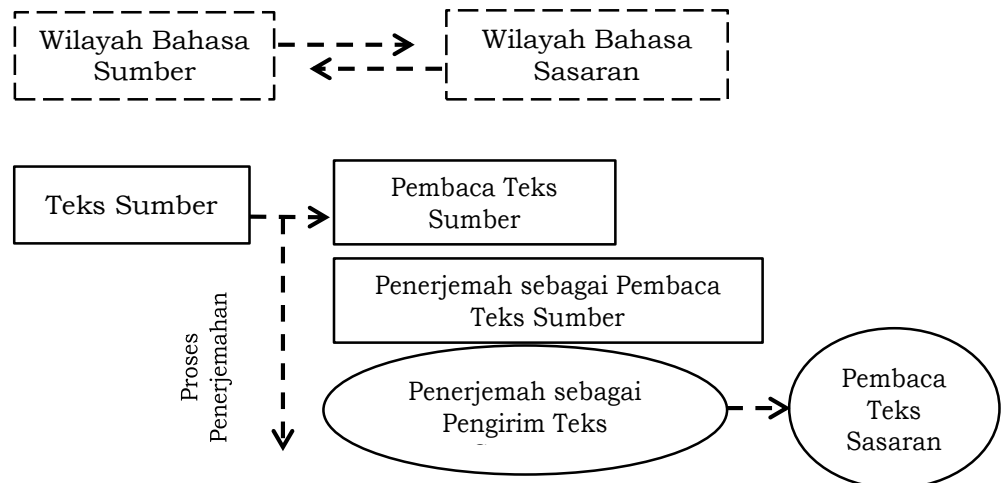 Wilayah Bahasa
Sumber
Wilayah Bahasa
Sasaran
Teks Sumber
Pembaca Teks
Sumber
Penerjemah sebagai Pembaca
Teks Sumber
Proses
Penerjemahan
Penerjemah sebagai
Pengirim Teks
Pembaca
Teks
Sasaran